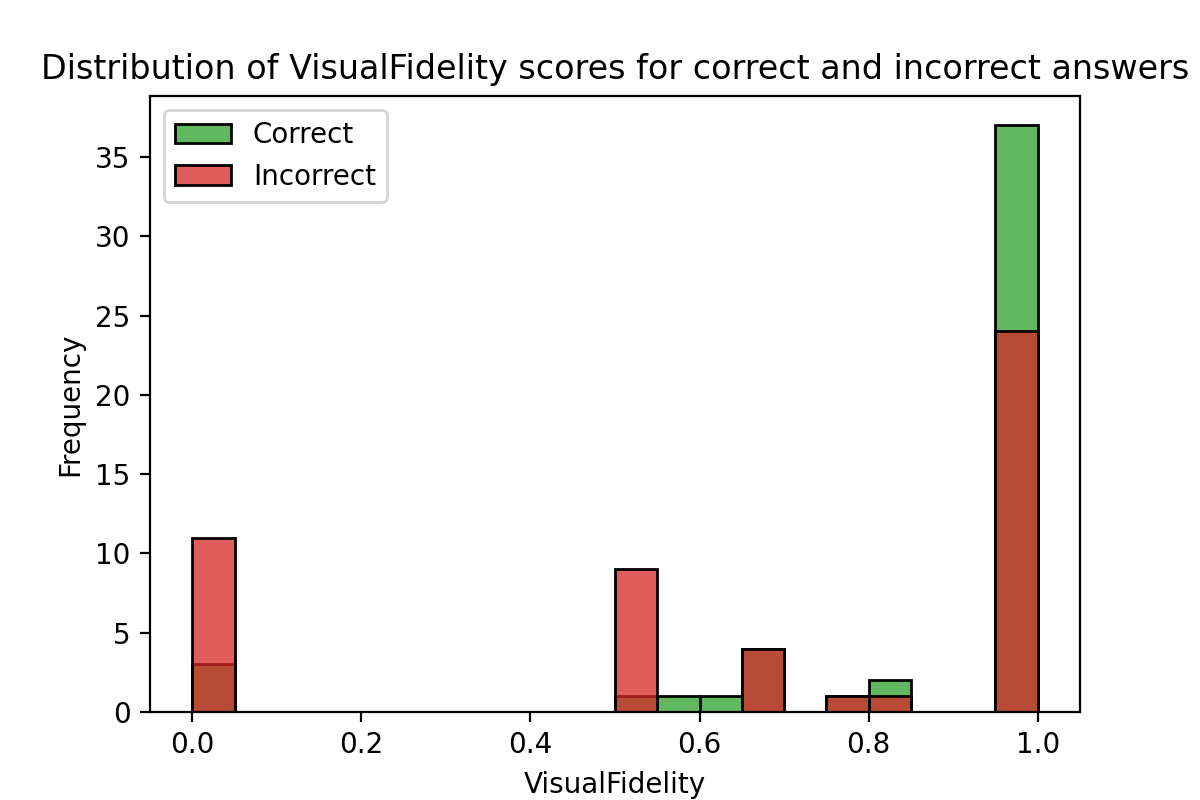 Distribution of VisualFidelity scores for correct and incorrect answers
Correct
Incorrect
35
30
25
20
15
10
5
0
Frequency
0.0 0.2 0.4 0.6 0.8 1.0
VisualFidelity